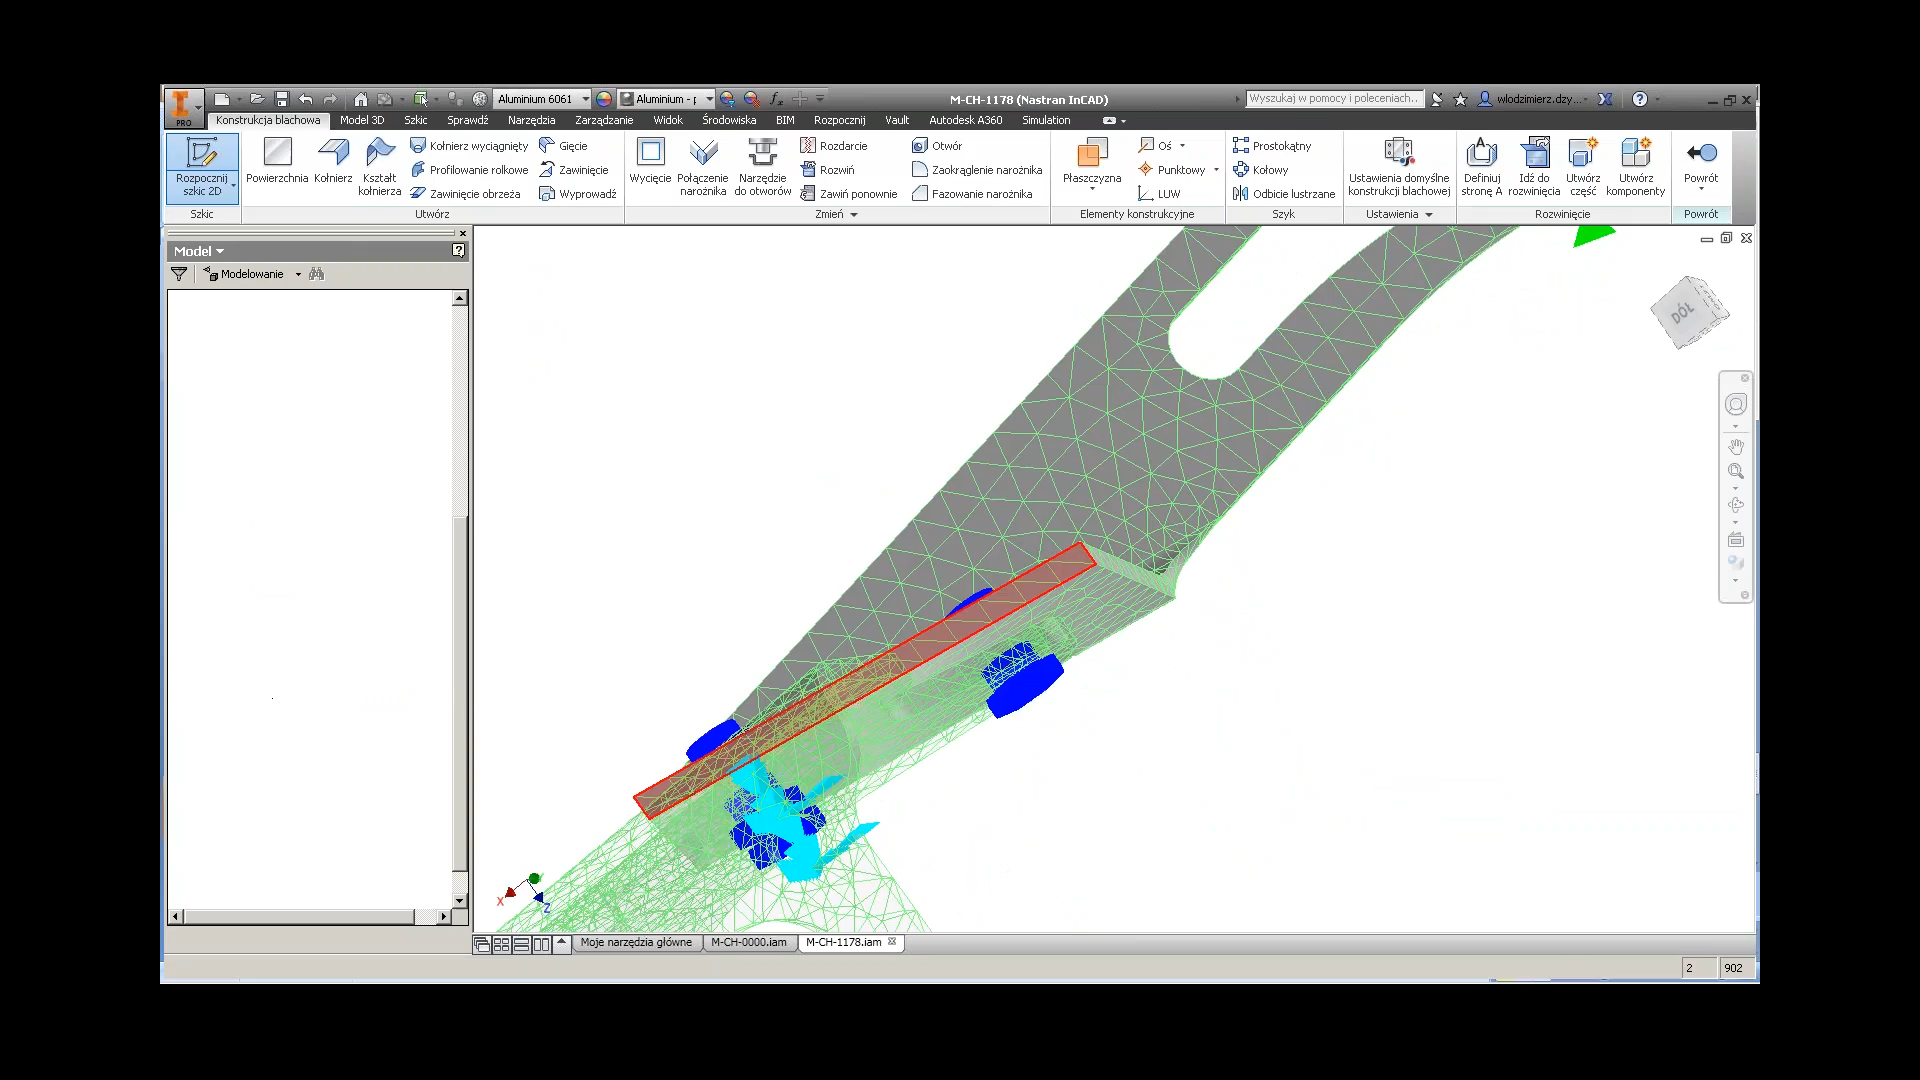 PRO
Aluminium 6061
Aluminium - p
fx
M-CH-1178 (Nastran InCAD)
Wyszukaj w pomocy i poleceniach...
wlodzimierz.dzy...
Konstrukcja blachowa Model 3D Szkic Sprawdź Narzędzia Zarządzanie Widok Środowiska BIM Rozpocznij Vault Autodesk A360 Simulation
Rozpocznij szkic 2D
Powierzchnia
Kołnierz
Kształt kołnierza
Kołnierz wyciągnięty
Profilowanie rolkowe
Zawinięcie obrzeża
Gięcie
Zawinięcie
Wyprowadź
Wycięcie
Połączenie narożnika
Narzędzie do otworów
Rozdarcie
Rozwiń
Zawiń ponownie
Otwór
Zaokrąglenie narożnika
Fazowanie narożnika
Płaszczyzna
Oś
Punktowy
LUW
Prostokątny
Kołowy
Odbicie lustrzane
Ustawienia domyślne konstrukcji blachowej
Definiuj stronę A
Idź do rozwinięcia
Utwórz część
Utwórz komponenty
Powrót
Szkic Utwórz Zmień Elementy konstrukcyjne Szyk Ustawienia Rozwinięcie Powrót
Model
Modelowanie
DÓŁ
X
Z
Moje narzędzia główne M-CH-0000.iam M-CH-1178.iam
2 902